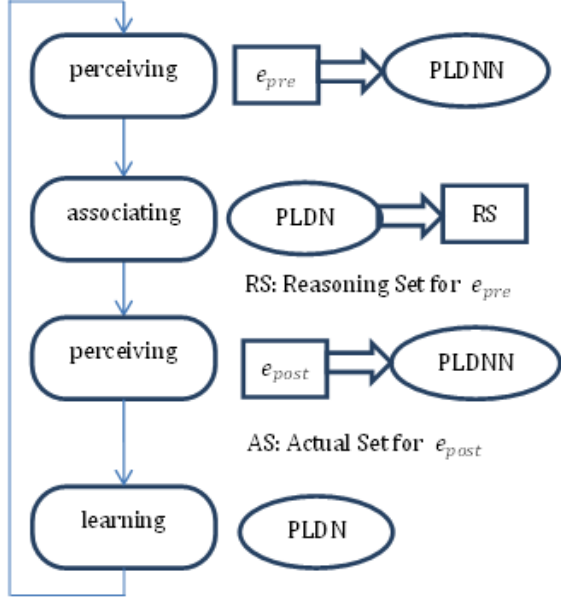 perceiving
e_pre
PLDNN
associating
PLDN
RS
RS: Reasoning Set for e_pre
perceiving
e_post
PLDNN
AS: Actual Set for e_post
learning
PLDN